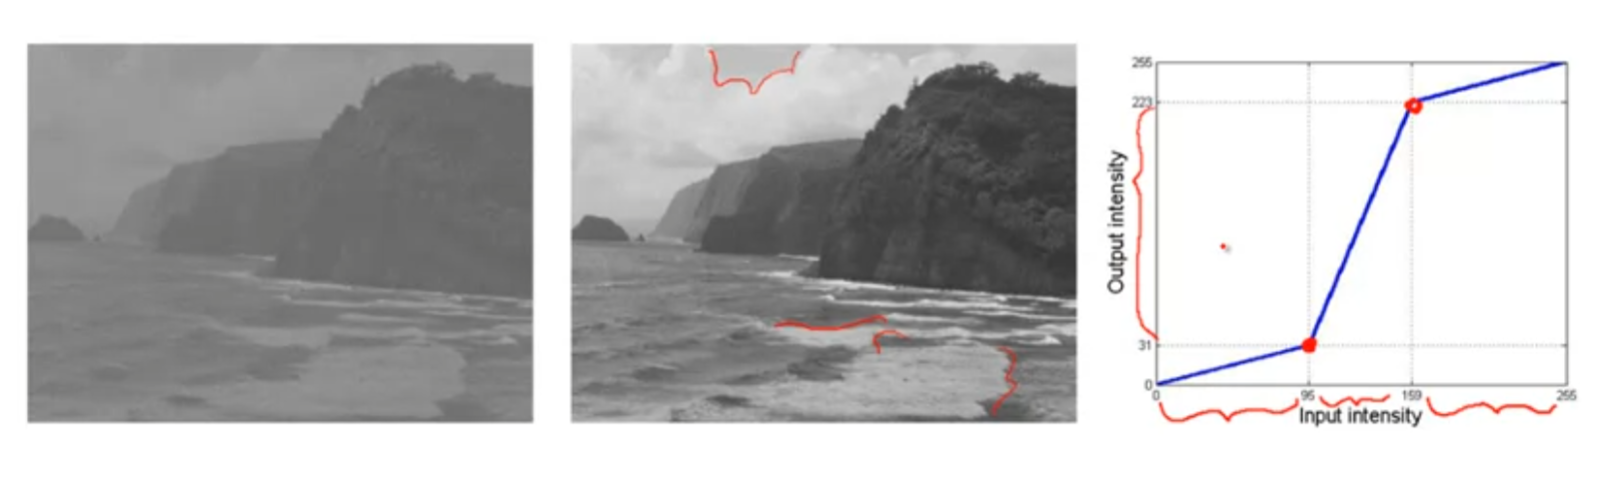 255
223
Output intensity
31
0
0 95 159 255
Input intensity